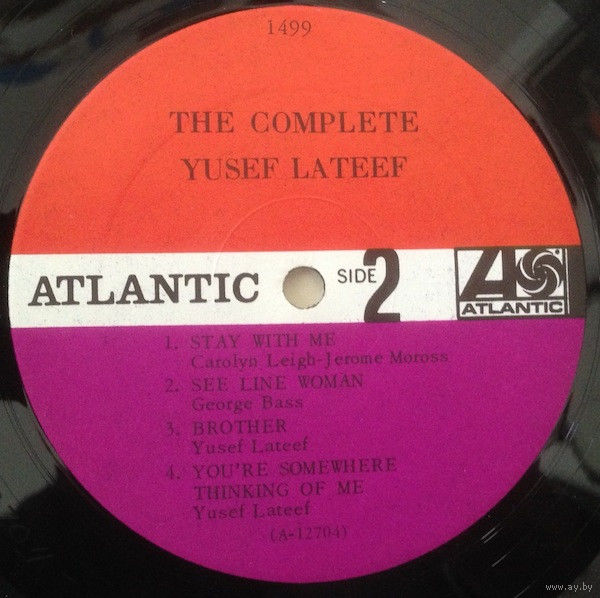 1499
THE COMPLETE
YUSEF LATEEF
ATLANTIC
SIDE 2
ATLANTIC
1. STAY WITH ME
Carolyn Leigh-Jerome Moross
2. SEE LINE WOMAN
George Bass
3. BROTHER
Yusef Lateef
4. YOU'RE SOMEWHERE
THINKING OF ME
Yusef Lateef
(A-12704)
www.ay.by